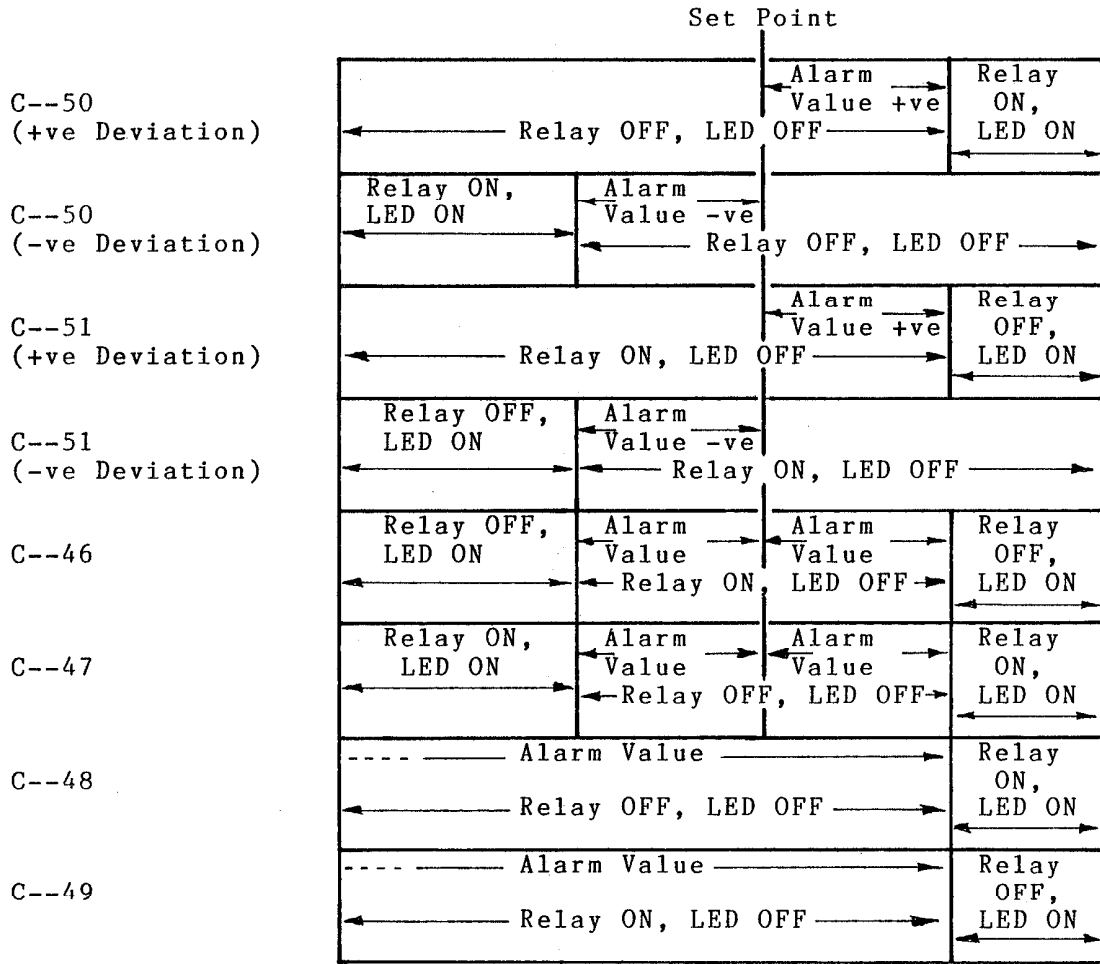 Set Point
C--50
(+ve Deviation)
Alarm
Value +ve
Relay OFF, LED OFF
Relay
ON,
LED ON
C--50
(-ve Deviation)
Relay ON,
LED ON
Alarm
Value -ve
Relay OFF, LED OFF
C--51
(+ve Deviation)
Alarm
Value +ve
Relay ON, LED OFF
Relay
OFF,
LED ON
C--51
(-ve Deviation)
Relay OFF,
LED ON
Alarm
Value -ve
Relay ON, LED OFF
C--46
Relay OFF,
LED ON
Alarm
Value
Alarm
Value
Relay ON, LED OFF
Relay
OFF,
LED ON
C--47
Relay ON,
LED ON
Alarm
Value
Alarm
Value
Relay OFF, LED OFF
Relay
ON,
LED ON
C--48
Alarm Value
Relay OFF, LED OFF
Relay
ON,
LED ON
C--49
Alarm Value
Relay ON, LED OFF
Relay
OFF,
LED ON